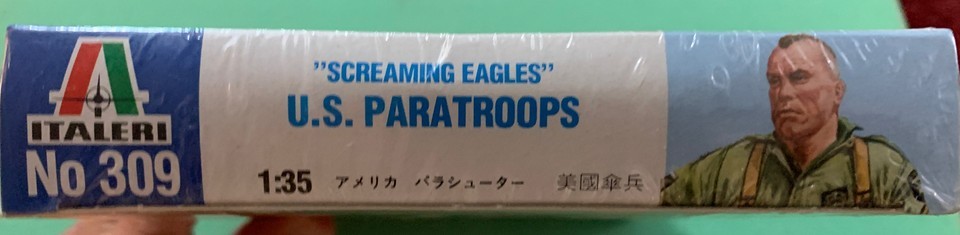 ITALERI
No 309
"SCREAMING EAGLES"
U.S. PARATROOPS
1:35 アメリカ パラシューター 美國傘兵